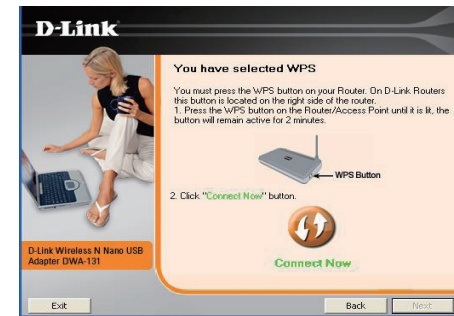 D-Link
You have selected WPS
You must press the WPS button on your Router. On D-Link Routers
this button is located on the right side of the router.
1. Press the WPS button on the Router/Access Point until it is lit, the
button will remain active for 2 minutes.
WPS Button
2. Click "Connect Now" button.
Connect Now
D-Link Wireless N Nano USB
Adapter DWA-131
Exit
Back
Next